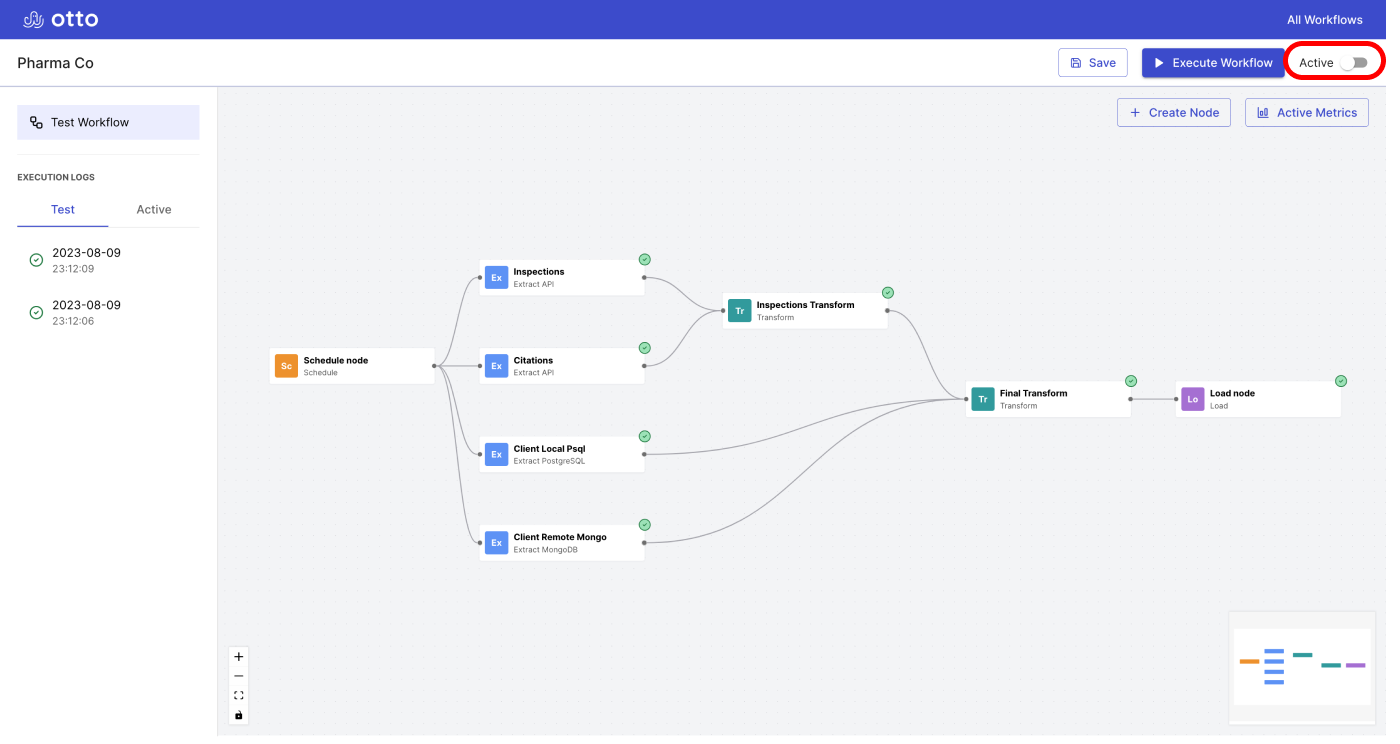 otto
All Workflows
Pharma Co
Save
Execute Workflow
Active
Test Workflow
Create Node
Active Metrics
EXECUTION LOGS
Test
Active
2023-08-09
23:12:09
2023-08-09
23:12:06
Sc
Schedule node
Schedule
Ex
Inspections
Extract API
Ex
Citations
Extract API
Ex
Client Local Psql
Extract PostgreSQL
Ex
Client Remote Mongo
Extract MongoDB
Tr
Inspections Transform
Transform
Tr
Final Transform
Transform
Lo
Load node
Load